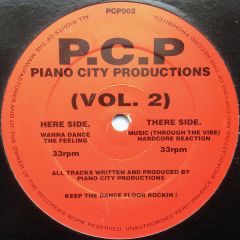 PCP002
P.C.P
PIANO CITY PRODUCTIONS
(VOL. 2)
HERE SIDE.
WANNA DANCE
THE FEELING
33rpm
THERE SIDE.
MUSIC (THROUGH THE VIBE)
HARDCORE REACTION
33rpm
ALL TRACKS WRITTEN AND PRODUCED BY
PIANO CITY PRODUCTIONS
KEEP THE DANCE FLOOR ROCKIN !
ALL RIGHTS OF THE MANUFACTURER AND OF THE OWNER OF THE RECORDED WORK RESERVED. UNAUTHORISED PERFORMANCE BROADCASTING AND COPYING OF THIS RECORD PROHIBITED.